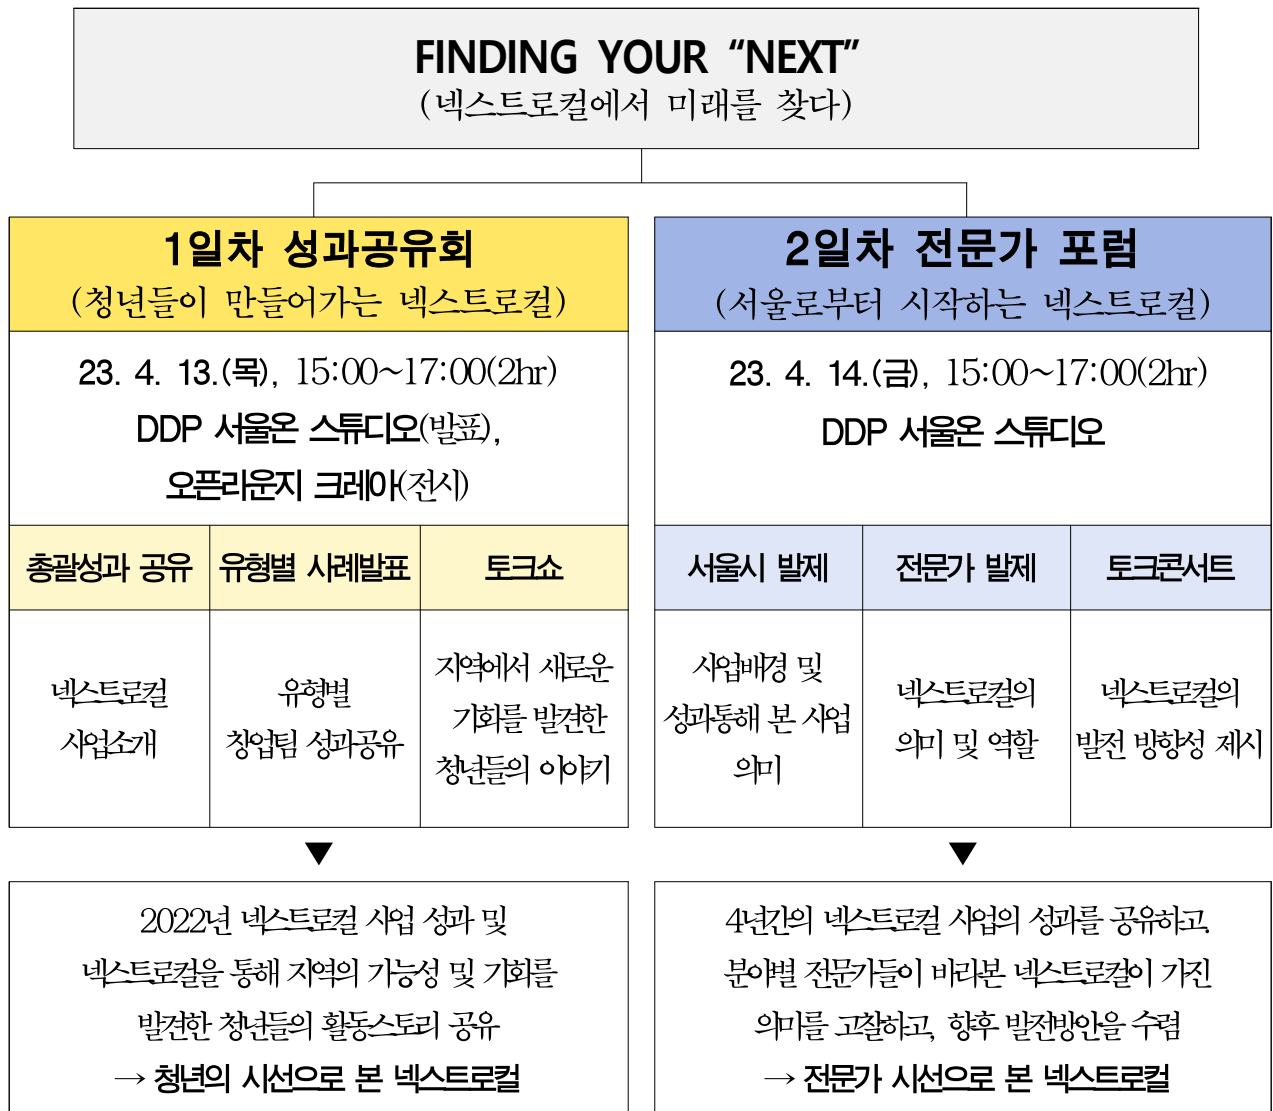 FINDING YOUR “NEXT”
(넥스트로컬에서 미래를 찾다)
1일차 성과공유회
(청년들이 만들어가는 넥스트로컬)
23. 4. 13.(목), 15:00~17:00(2hr)
DDP 서울온 스튜디오(발표),
오픈라운지 크레아(전시)
총괄성과 공유
유형별 사례발표
토크쇼
넥스트로컬
사업소개
유형별
창업팀 성과공유
지역에서 새로운
기회를 발견한
청년들의 이야기
▼
2022년 넥스트로컬 사업 성과 및
넥스트로컬을 통해 지역의 가능성 및 기회를
발견한 청년들의 활동스토리 공유
→ 청년의 시선으로 본 넥스트로컬
2일차 전문가 포럼
(서울로부터 시작하는 넥스트로컬)
23. 4. 14.(금), 15:00~17:00(2hr)
DDP 서울온 스튜디오
서울시 발제
전문가 발제
토크콘서트
사업배경 및
성과통해 본 사업
의미
넥스트로컬의
의미 및 역할
넥스트로컬의
발전 방향성 제시
▼
4년간의 넥스트로컬 사업의 성과를 공유하고,
분야별 전문가들이 바라본 넥스트로컬이 가진
의미를 고찰하고, 향후 발전방안을 수렴
→ 전문가 시선으로 본 넥스트로컬